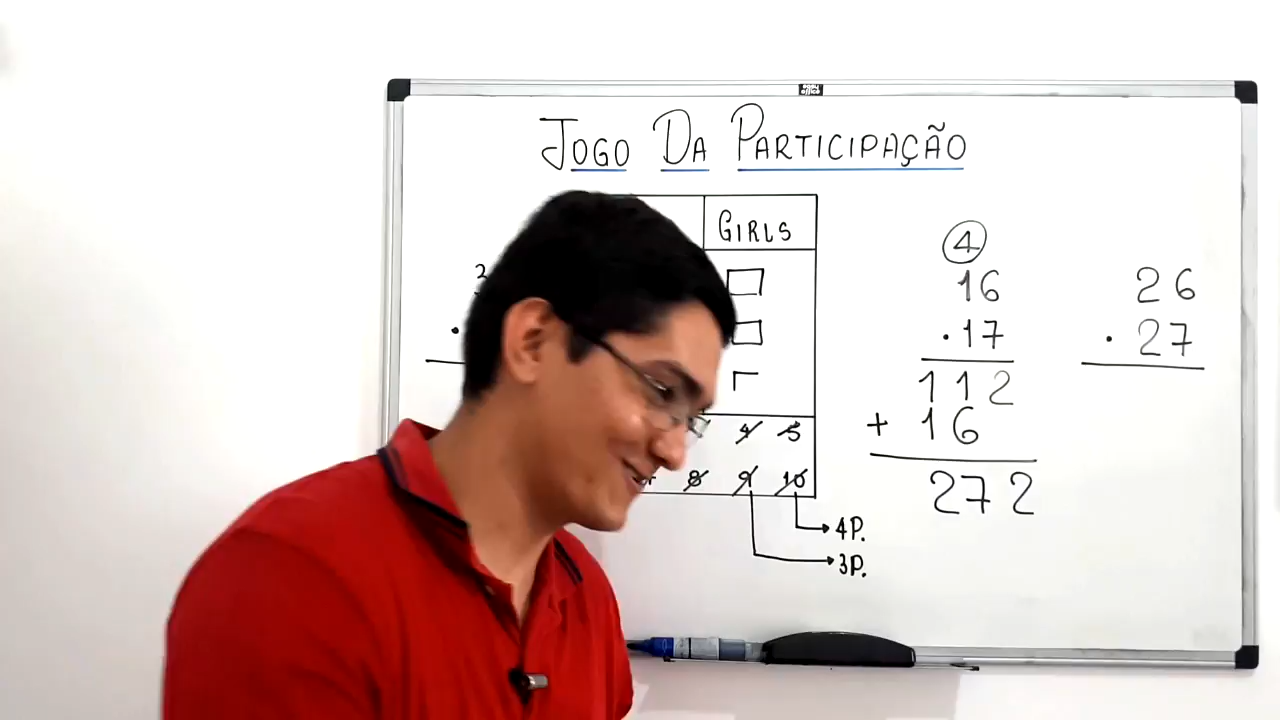 JOGO DA PARTICIPAÇÃO
GIRLS
4 5
8 9 10
4P.
3P.
2
.
4
16
.17
112
+ 16
272
26
. 27